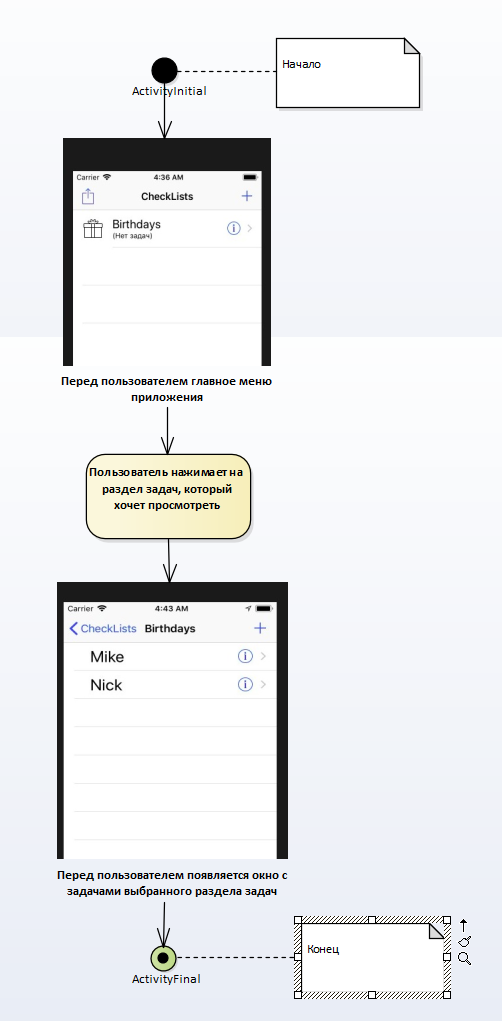 Начало
ActivityInitial
Carrier 4:36 AM
CheckLists +
Birthdays
(Нет задач)
Перед пользователем главное меню
приложения
Пользователь нажимает на
раздел задач, который
хочет просмотреть
Carrier 4:43 AM
CheckLists Birthdays +
Mike
Nick
Перед пользователем появляется окно с
задачами выбранного раздела задач
Конец
ActivityFinal